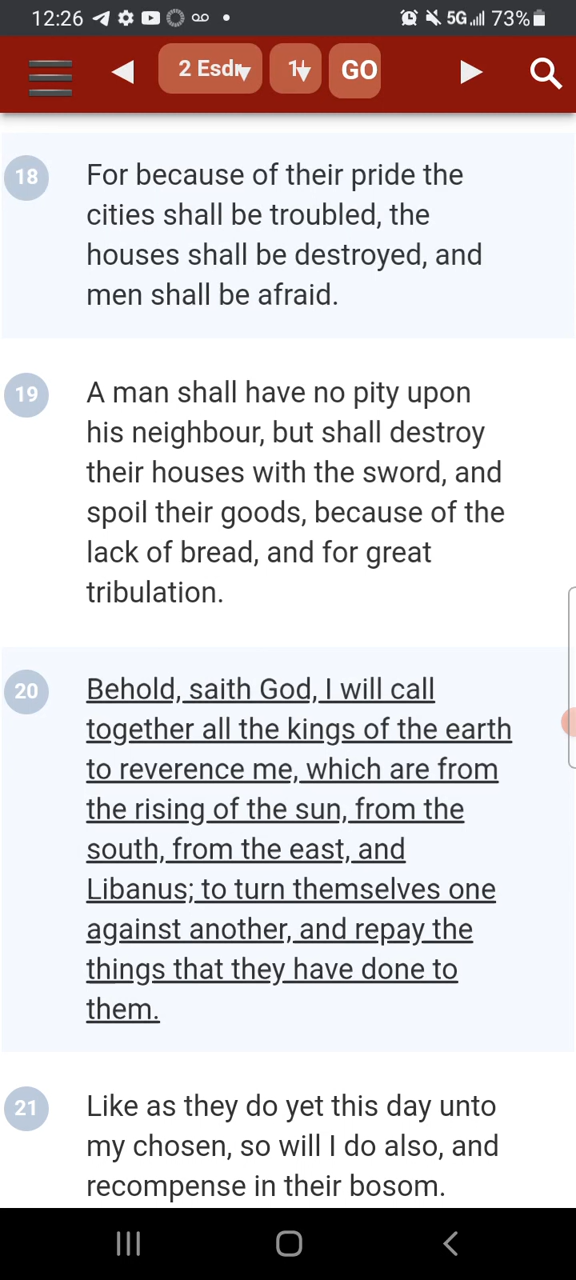 12:26 5G 73%
2 Esdr 1 GO
18 For because of their pride the
cities shall be troubled, the
houses shall be destroyed, and
men shall be afraid.
19 A man shall have no pity upon
his neighbour, but shall destroy
their houses with the sword, and
spoil their goods, because of the
lack of bread, and for great
tribulation.
20 Behold, saith God, I will call
together all the kings of the earth
to reverence me, which are from
the rising of the sun, from the
south, from the east, and
Libanus; to turn themselves one
against another, and repay the
things that they have done to
them.
21 Like as they do yet this day unto
my chosen, so will I do also, and
recompense in their bosom.